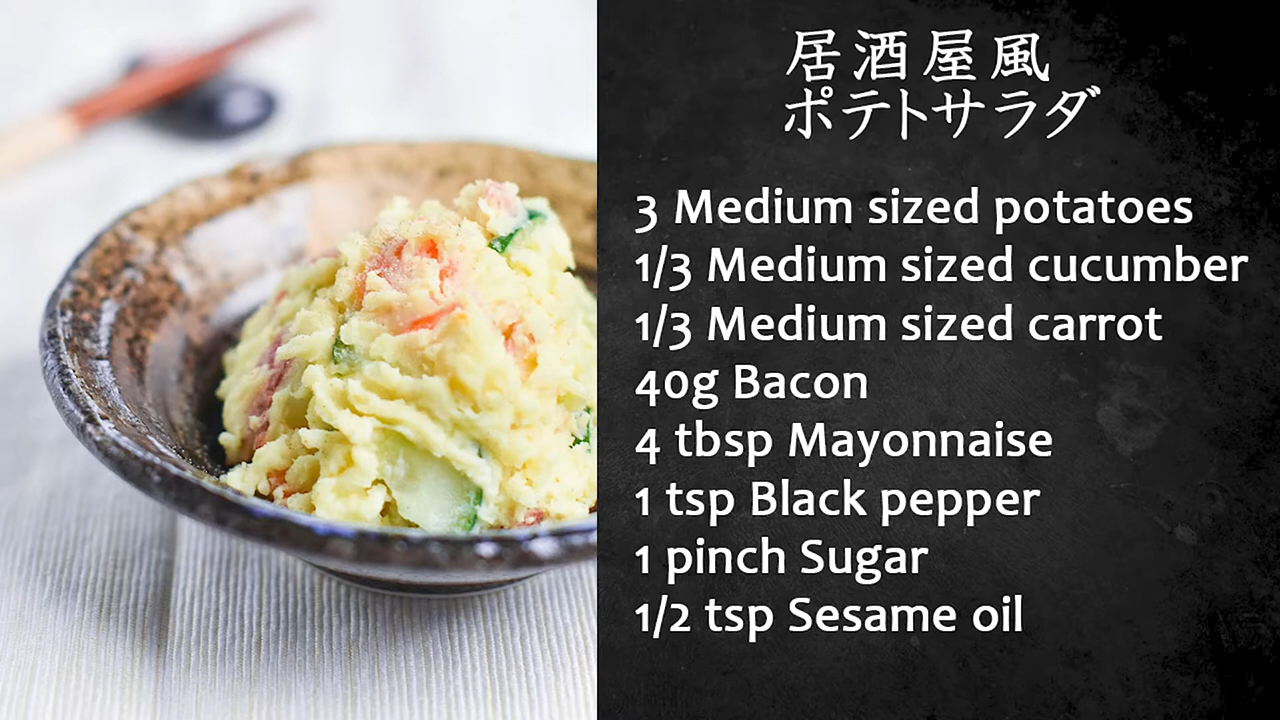 居酒屋風
ポテトサラダ
3 Medium sized potatoes
1/3 Medium sized cucumber
1/3 Medium sized carrot
40g Bacon
4 tbsp Mayonnaise
1 tsp Black pepper
1 pinch Sugar
1/2 tsp Sesame oil